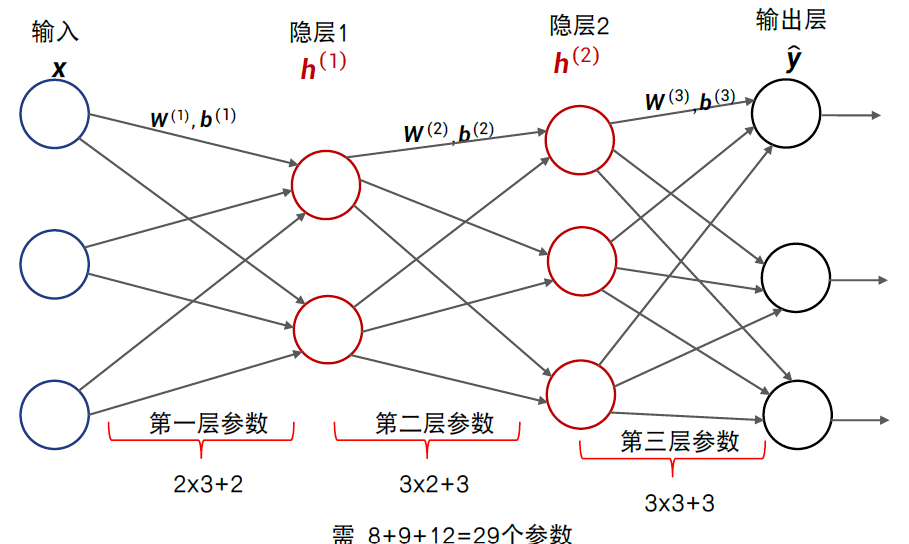 输入
x
隐层1
h⁽¹⁾
隐层2
h⁽²⁾
输出层
ŷ
W⁽¹⁾,b⁽¹⁾
W⁽²⁾,b⁽²⁾
W⁽³⁾,b⁽³⁾
第一层参数
2x3+2
第二层参数
3x2+3
第三层参数
3x3+3
需 8+9+12=29个参数